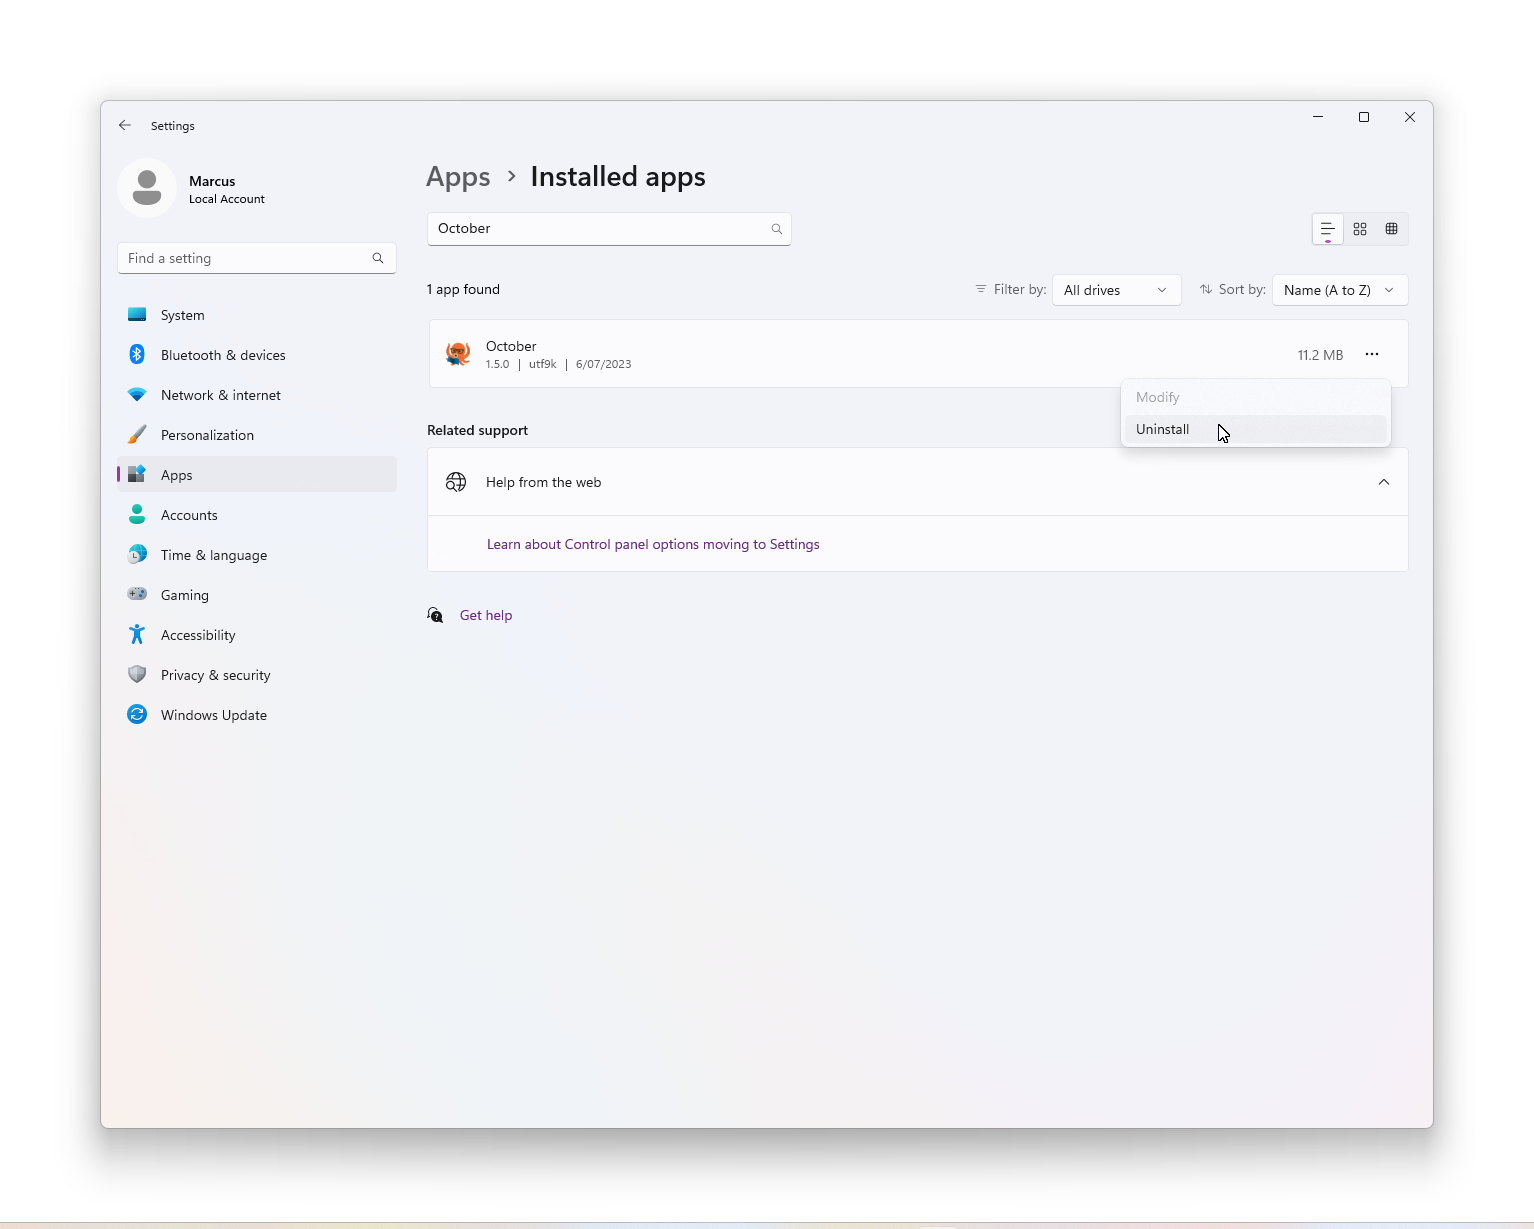 Settings
Marcus
Local Account
Find a setting
System
Bluetooth & devices
Network & internet
Personalization
Apps
Accounts
Time & language
Gaming
Accessibility
Privacy & security
Windows Update
Apps > Installed apps
October
1 app found
Filter by: All drives
Sort by: Name (A to Z)
October
1.5.0 | utf9k | 6/07/2023
11.2 MB
Modify
Uninstall
Related support
Help from the web
Learn about Control panel options moving to Settings
Get help